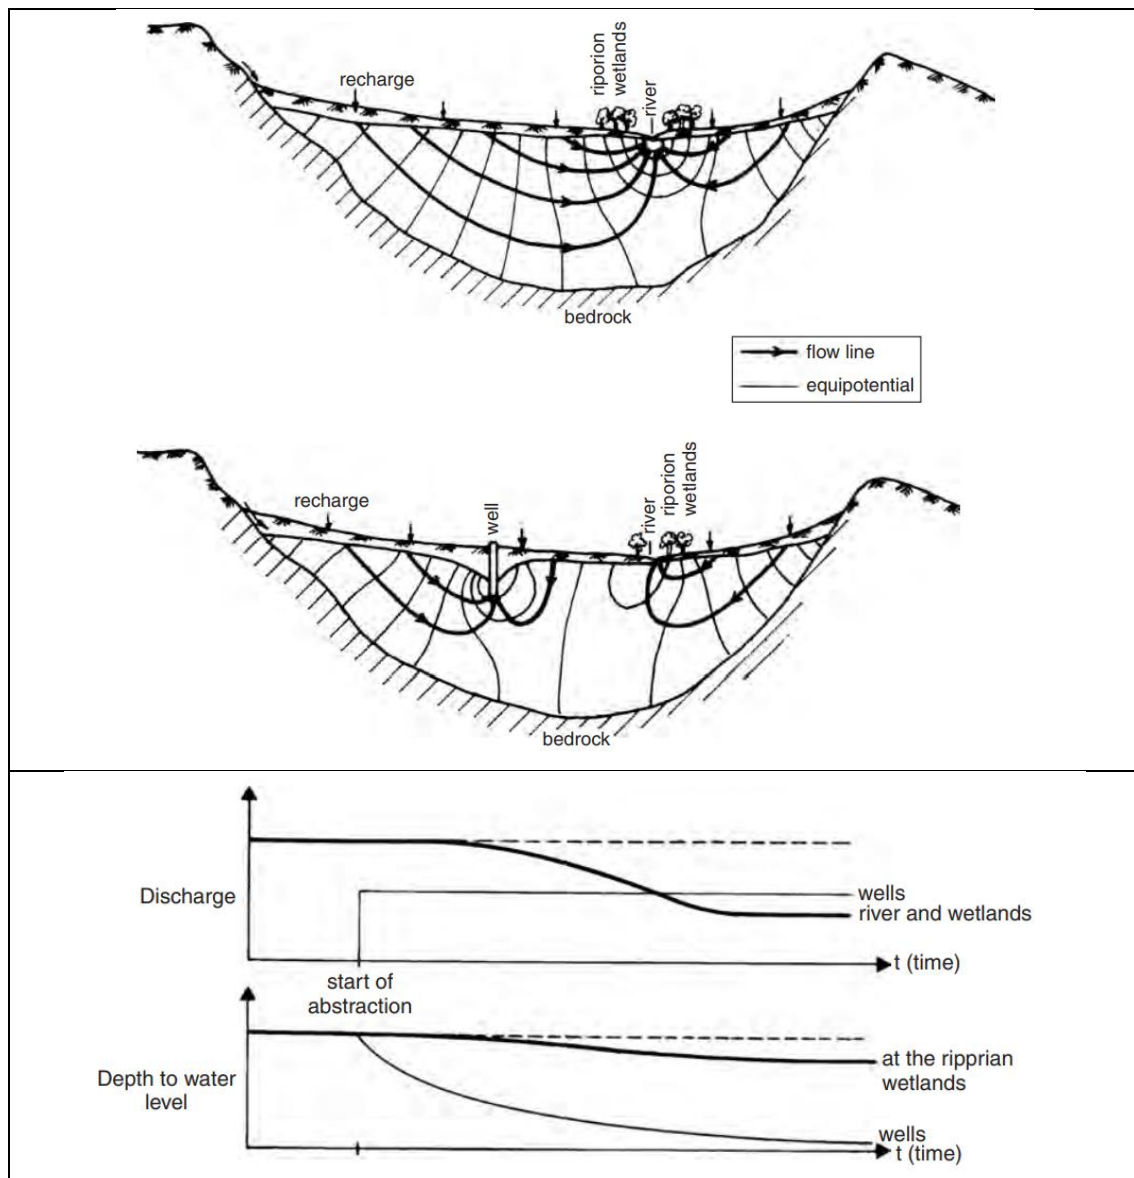 riporion
wetlands
river
recharge
bedrock
flow line
equipotential
riporion
wetlands
river
well
recharge
bedrock
Discharge
wells
river and wetlands
t (time)
start of
abstraction
Depth to water
level
at the ripprian
wetlands
wells
t (time)